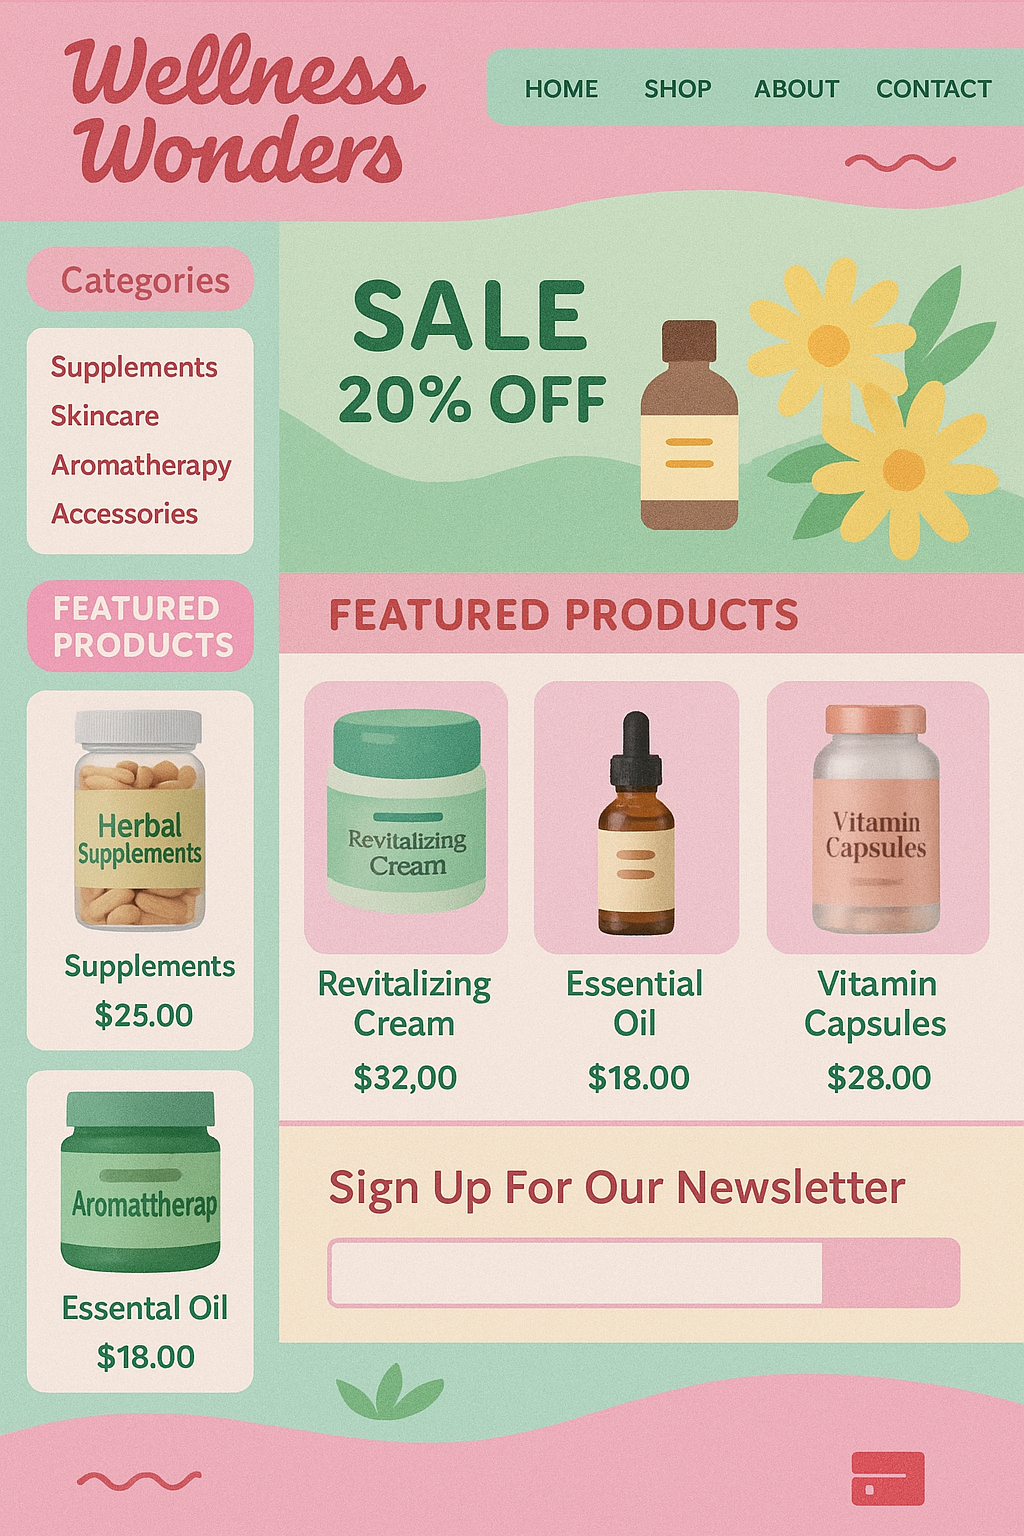 Wellness
Wonders
HOME SHOP ABOUT CONTACT
Categories
Supplements
Skincare
Aromatherapy
Accessories
SALE
20% OFF
FEATURED
PRODUCTS
Herbal
Supplements
Supplements
$25.00
Aromattherap
Essental Oil
$18.00
FEATURED PRODUCTS
Revitalizing
Cream
Revitalizing
Cream
$32,00
Essential
Oil
$18.00
Vitamin
Capsules
Vitamin
Capsules
$28.00
Sign Up For Our Newsletter